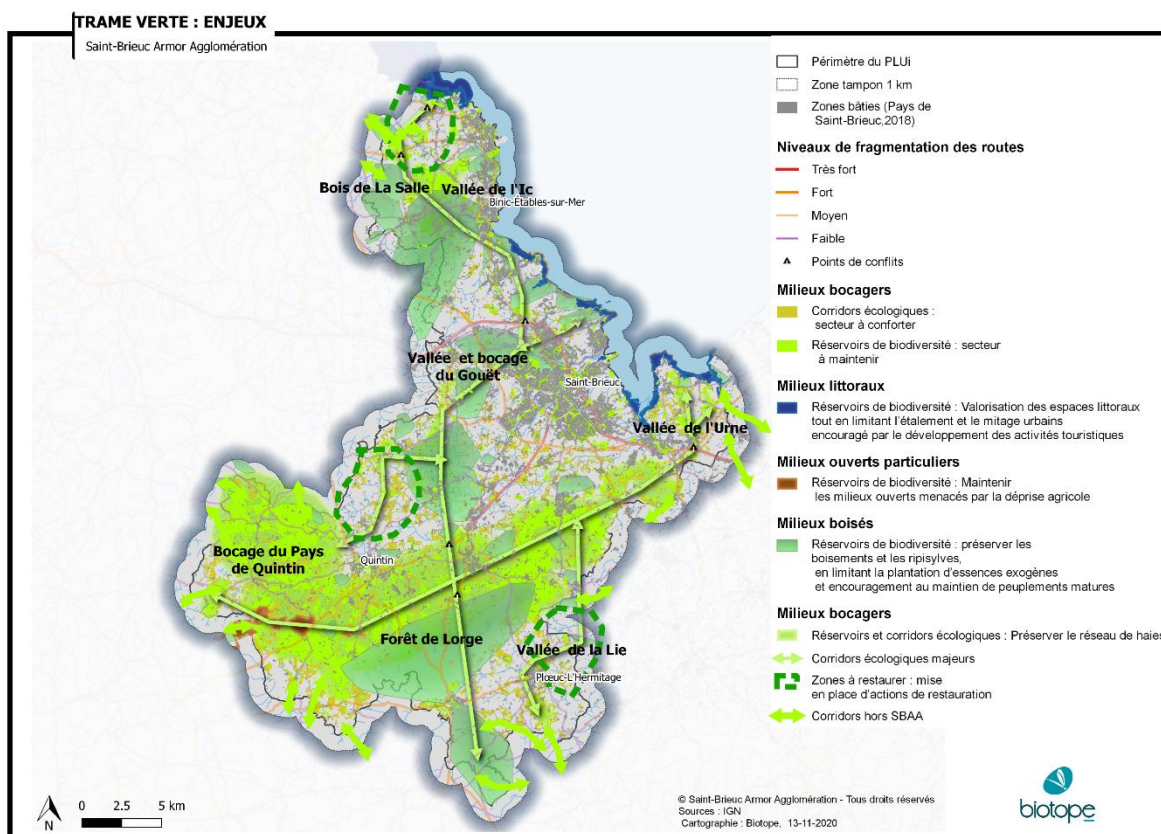 TRAME VERTE : ENJEUX
Saint-Brieuc Armor Agglomération
Périmètre du PLUi
Zone tampon 1 km
Zones bâties (Pays de
Saint-Brieuc,2018)
Niveaux de fragmentation des routes
Très fort
Fort
Moyen
Faible
Points de conflits
Milieux bocagers
Corridors écologiques :
secteur à conforter
Réservoirs de biodiversité : secteur
à maintenir
Milieux littoraux
Réservoirs de biodiversité : Valorisation des espaces littoraux
tout en limitant l'étalement et le mitage urbains
encouragé par le développement des activités touristiques
Milieux ouverts particuliers
Réservoirs de biodiversité : Maintenir
les milieux ouverts menacés par la déprise agricole
Milieux boisés
Réservoirs de biodiversité : préserver les
boisements et les ripisylves,
en limitant la plantation d'essences exogènes
et encouragement au maintien de peuplements matures
Milieux bocagers
Réservoirs et corridors écologiques : Préserver le réseau de haies
Corridors écologiques majeurs
Zones à restaurer : mise
en place d'actions de restauration
Corridors hors SBAA
Bois de La Salle
Vallée de l'Ic
Binic-Étables-sur-Mer
Vallée et bocage
du Gouët
Saint-Brieuc
Vallée de l'Urne
Bocage du Pays
de Quintin
Quintin
Forêt de Lorge
Vallée de la Lie
Plœuc-L'Hermitage
N
0 2.5 5 km
© Saint-Brieuc Armor Agglomération - Tous droits réservés
Sources : IGN
Cartographie : Biotope, 13-11-2020
biotope